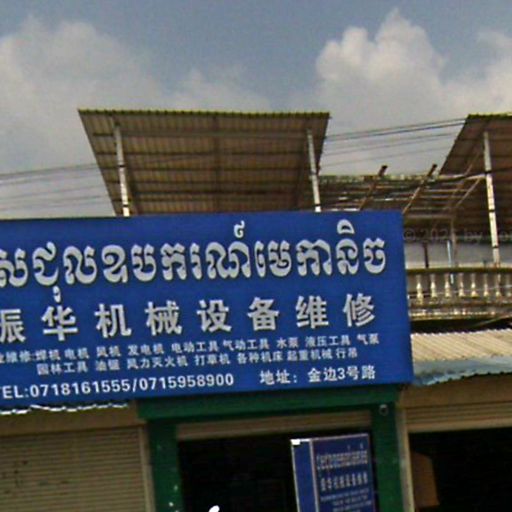 សជុលឧបករណ៍មេកានិច
振华机械设备维修
业维修 焊机 电机 风机 发电机 电动工具 气动工具 水泵 液压工具 气泵
园林工具 油锯 风力灭火机 打草机 各种机床 起重机械 行吊
TEL:0718161555/0715958900 地址：金边3号路